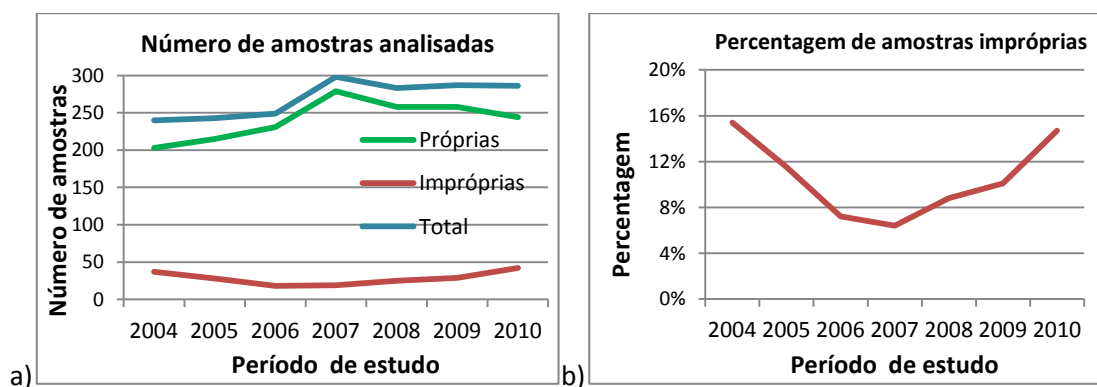 Número de amostras analisadas
Número de amostras
300
250
200
150
100
50
0
Próprias
Impróprias
Total
2004 2005 2006 2007 2008 2009 2010
Período de estudo
a)
Percentagem de amostras impróprias
Percentagem
20%
16%
12%
8%
4%
0%
2004 2005 2006 2007 2008 2009 2010
Período de estudo
b)